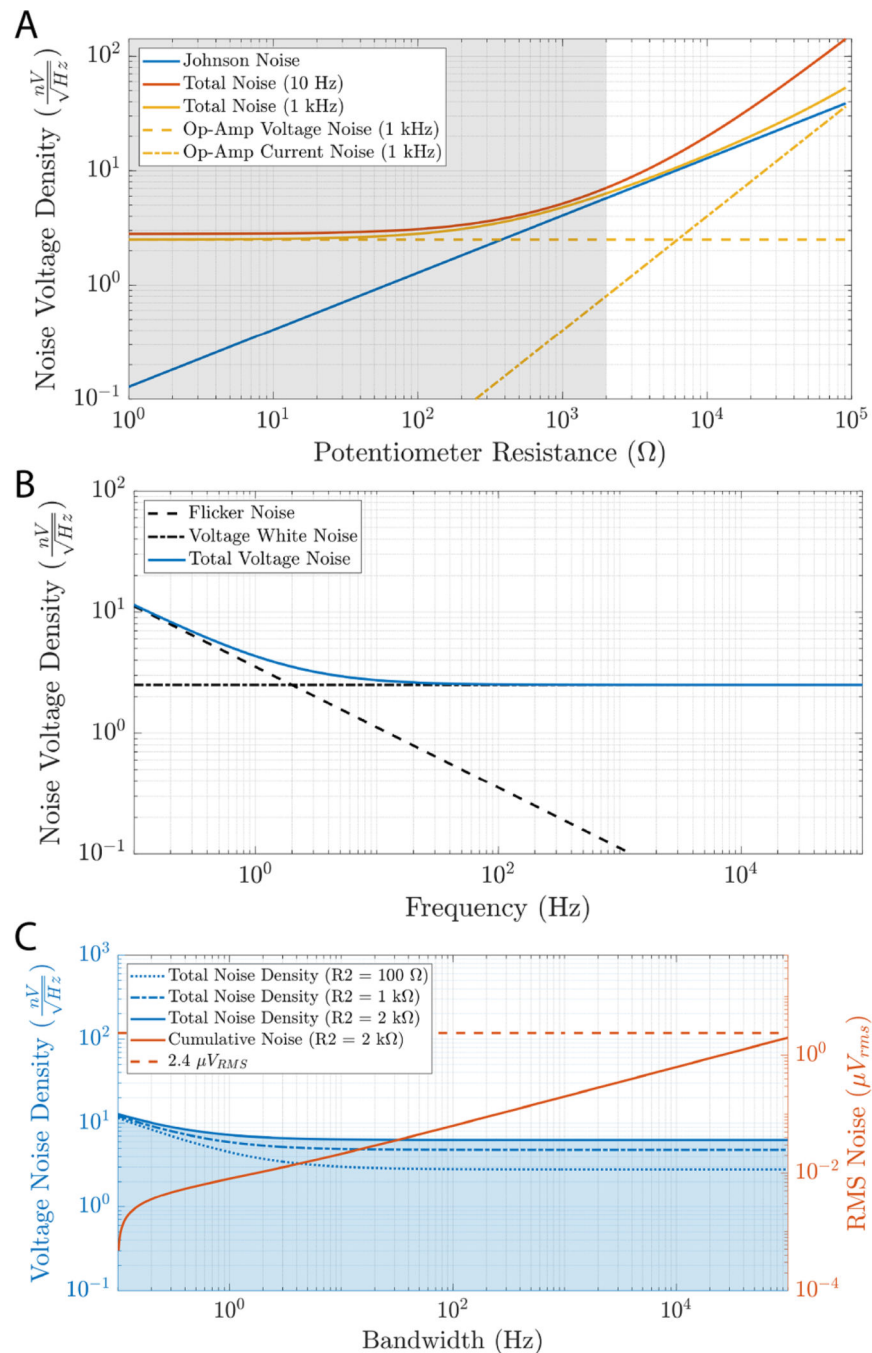 A
Noise Voltage Density (nV/√Hz)
10^2
10^1
10^0
10^-1
Johnson Noise
Total Noise (10 Hz)
Total Noise (1 kHz)
Op-Amp Voltage Noise (1 kHz)
Op-Amp Current Noise (1 kHz)
10^0 10^1 10^2 10^3 10^4 10^5
Potentiometer Resistance (Ω)
B
Noise Voltage Density (nV/√Hz)
10^2
10^1
10^0
10^-1
Flicker Noise
Voltage White Noise
Total Voltage Noise
10^0 10^2 10^4
Frequency (Hz)
C
Voltage Noise Density (nV/√Hz)
10^3
10^2
10^1
10^0
10^-1
Total Noise Density (R2 = 100 Ω)
Total Noise Density (R2 = 1 kΩ)
Total Noise Density (R2 = 2 kΩ)
Cumulative Noise (R2 = 2 kΩ)
2.4 μV_RMS
10^0
10^-2
10^-4
RMS Noise (μV_rms)
10^0 10^2 10^4
Bandwidth (Hz)